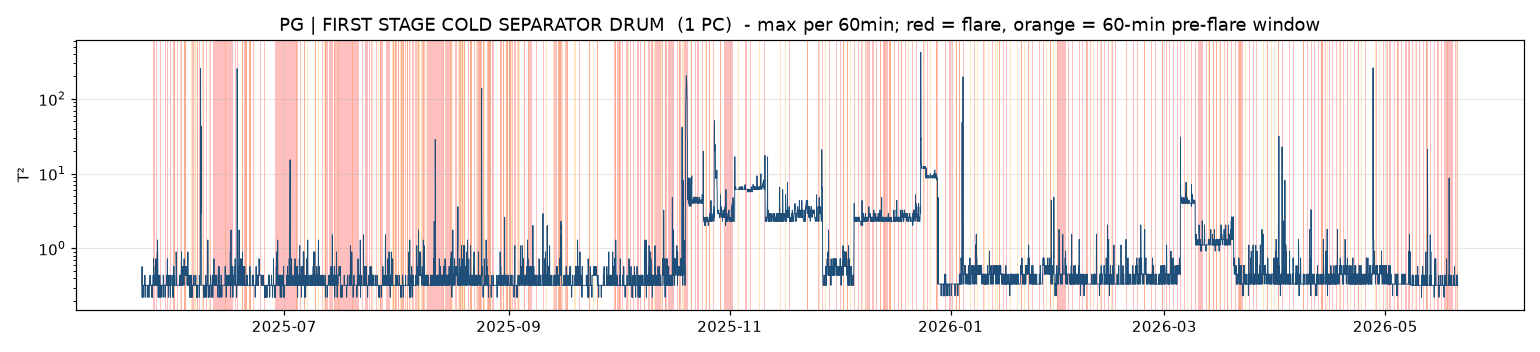 PG | FIRST STAGE COLD SEPARATOR DRUM  (1 PC)  - max per 60min; red = flare, orange = 60-min pre-flare window
T²
10²
10¹
10⁰
2025-07 2025-09 2025-11 2026-01 2026-03 2026-05